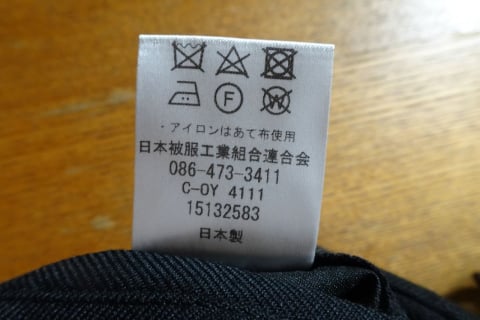 F W
・アイロンはあて布使用
日本被服工業組合連合会
086-473-3411
C-OY 4111
15132583
日本製